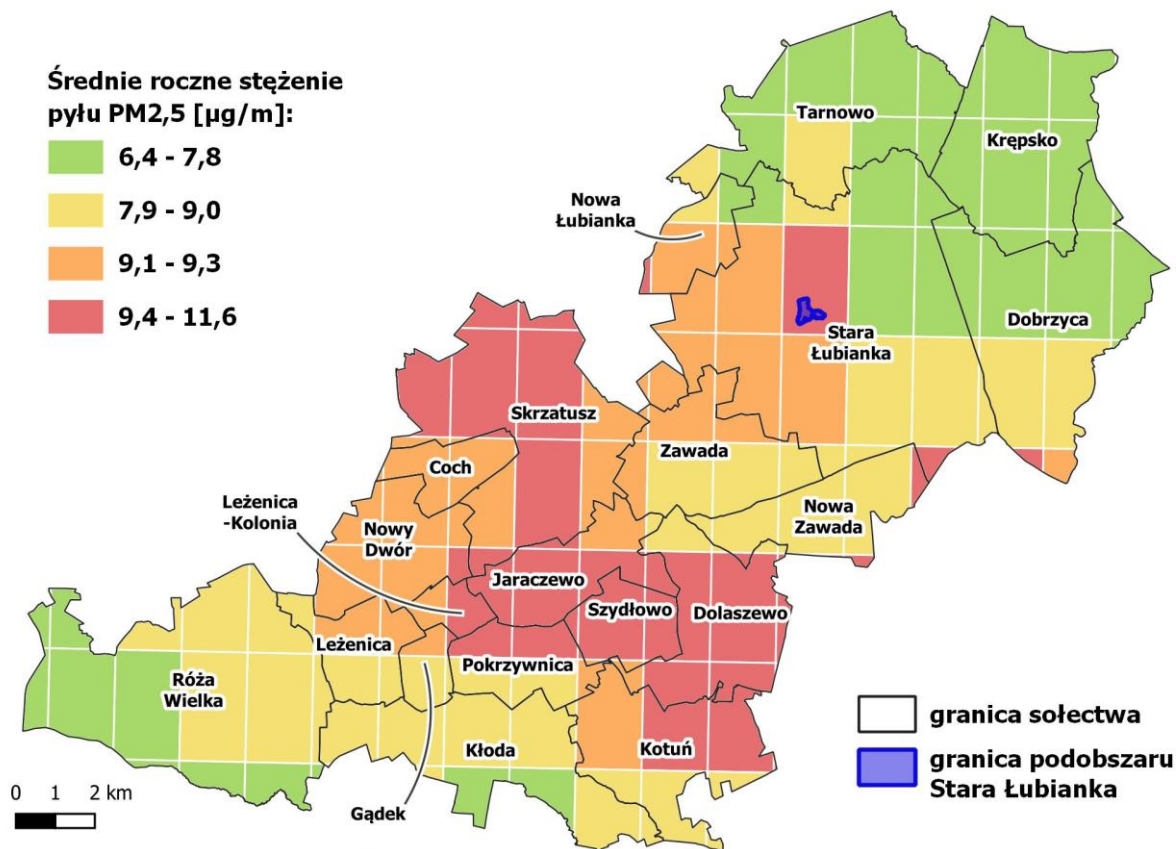 Średnie roczne stężenie
pyłu PM2,5 [µg/m]:
6,4 - 7,8
7,9 - 9,0
9,1 - 9,3
9,4 - 11,6
Tarnowo
Krępsko
Nowa
Łubianka
Dobrzyca
Stara
Łubianka
Skrzatusz
Zawada
Coch
Leżenica
-Kolonia
Nowa
Zawada
Nowy
Dwór
Jaraczewo
Szydłowo
Dolaszewo
Leżenica
Pokrzywnica
Róża
Wielka
Kłoda
Kotuń
Gądek
granica sołectwa
granica podobszaru
Stara Łubianka
0 1 2 km